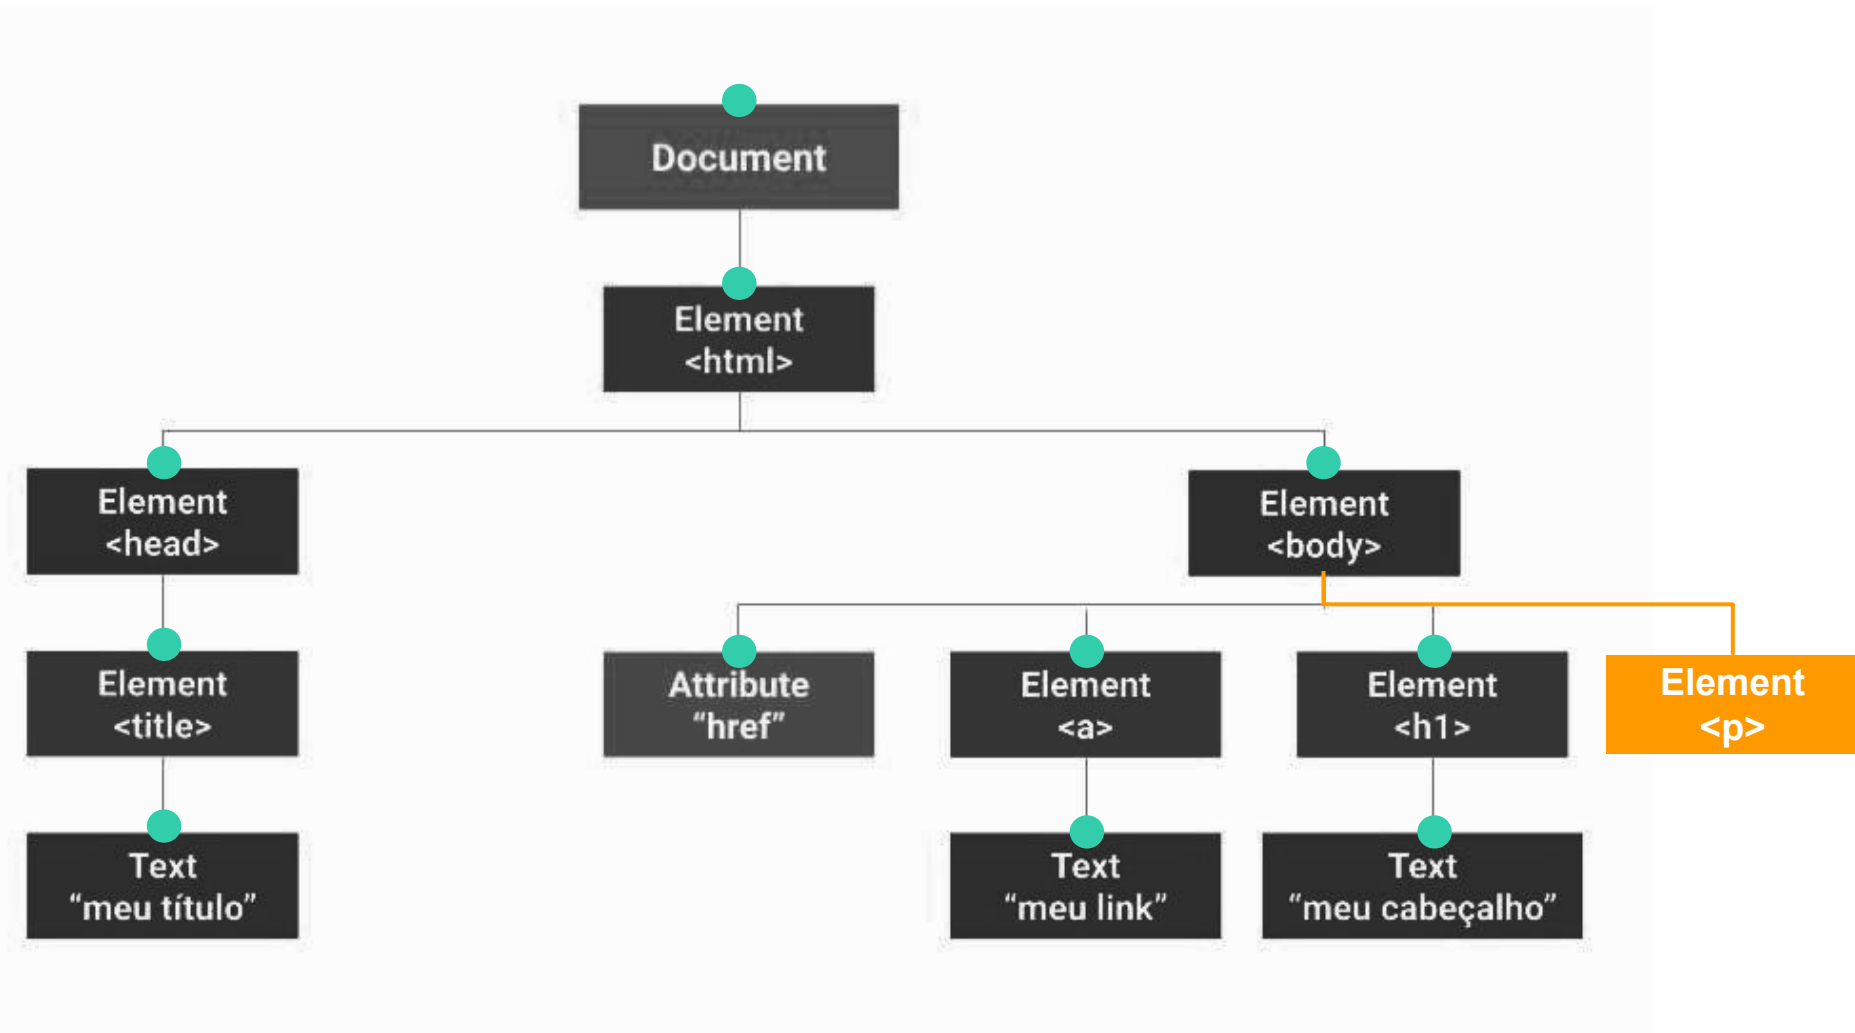 Document
Element
<html>
Element
<head>
Element
<body>
Element
<title>
Attribute
“href”
Element
<a>
Element
<h1>
Element
<p>
Text
“meu título”
Text
“meu link”
Text
“meu cabeçalho”